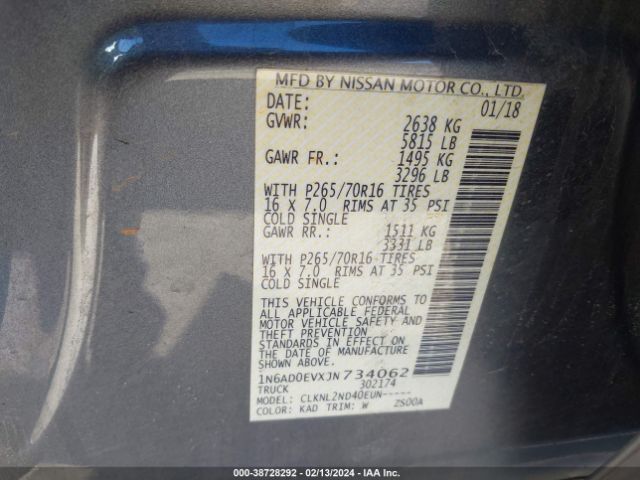 MFD BY NISSAN MOTOR CO., LTD.
DATE: 01/18
GVWR: 2638 KG
5815 LB
GAWR FR.: 1495 KG
3296 LB
WITH P265/70R16 TIRES
16 X 7.0 RIMS AT 35 PSI
COLD SINGLE
GAWR RR.: 1511 KG
3331 LB
WITH P265/70R16 TIRES
16 X 7.0 RIMS AT 35 PSI
COLD SINGLE
THIS VEHICLE CONFORMS TO
ALL APPLICABLE FEDERAL
MOTOR VEHICLE SAFETY AND
THEFT PREVENTION
STANDARDS IN EFFECT ON
THE DATE OF MANUFACTURE
SHOWN ABOVE.
1N6AD0EVXJN734062
TRUCK 302174
MODEL: CLKNL2ND40EUN-----
COLOR: KAD TRIM: W ZS00A
000-38728292 - 02/13/2024 - IAA Inc.